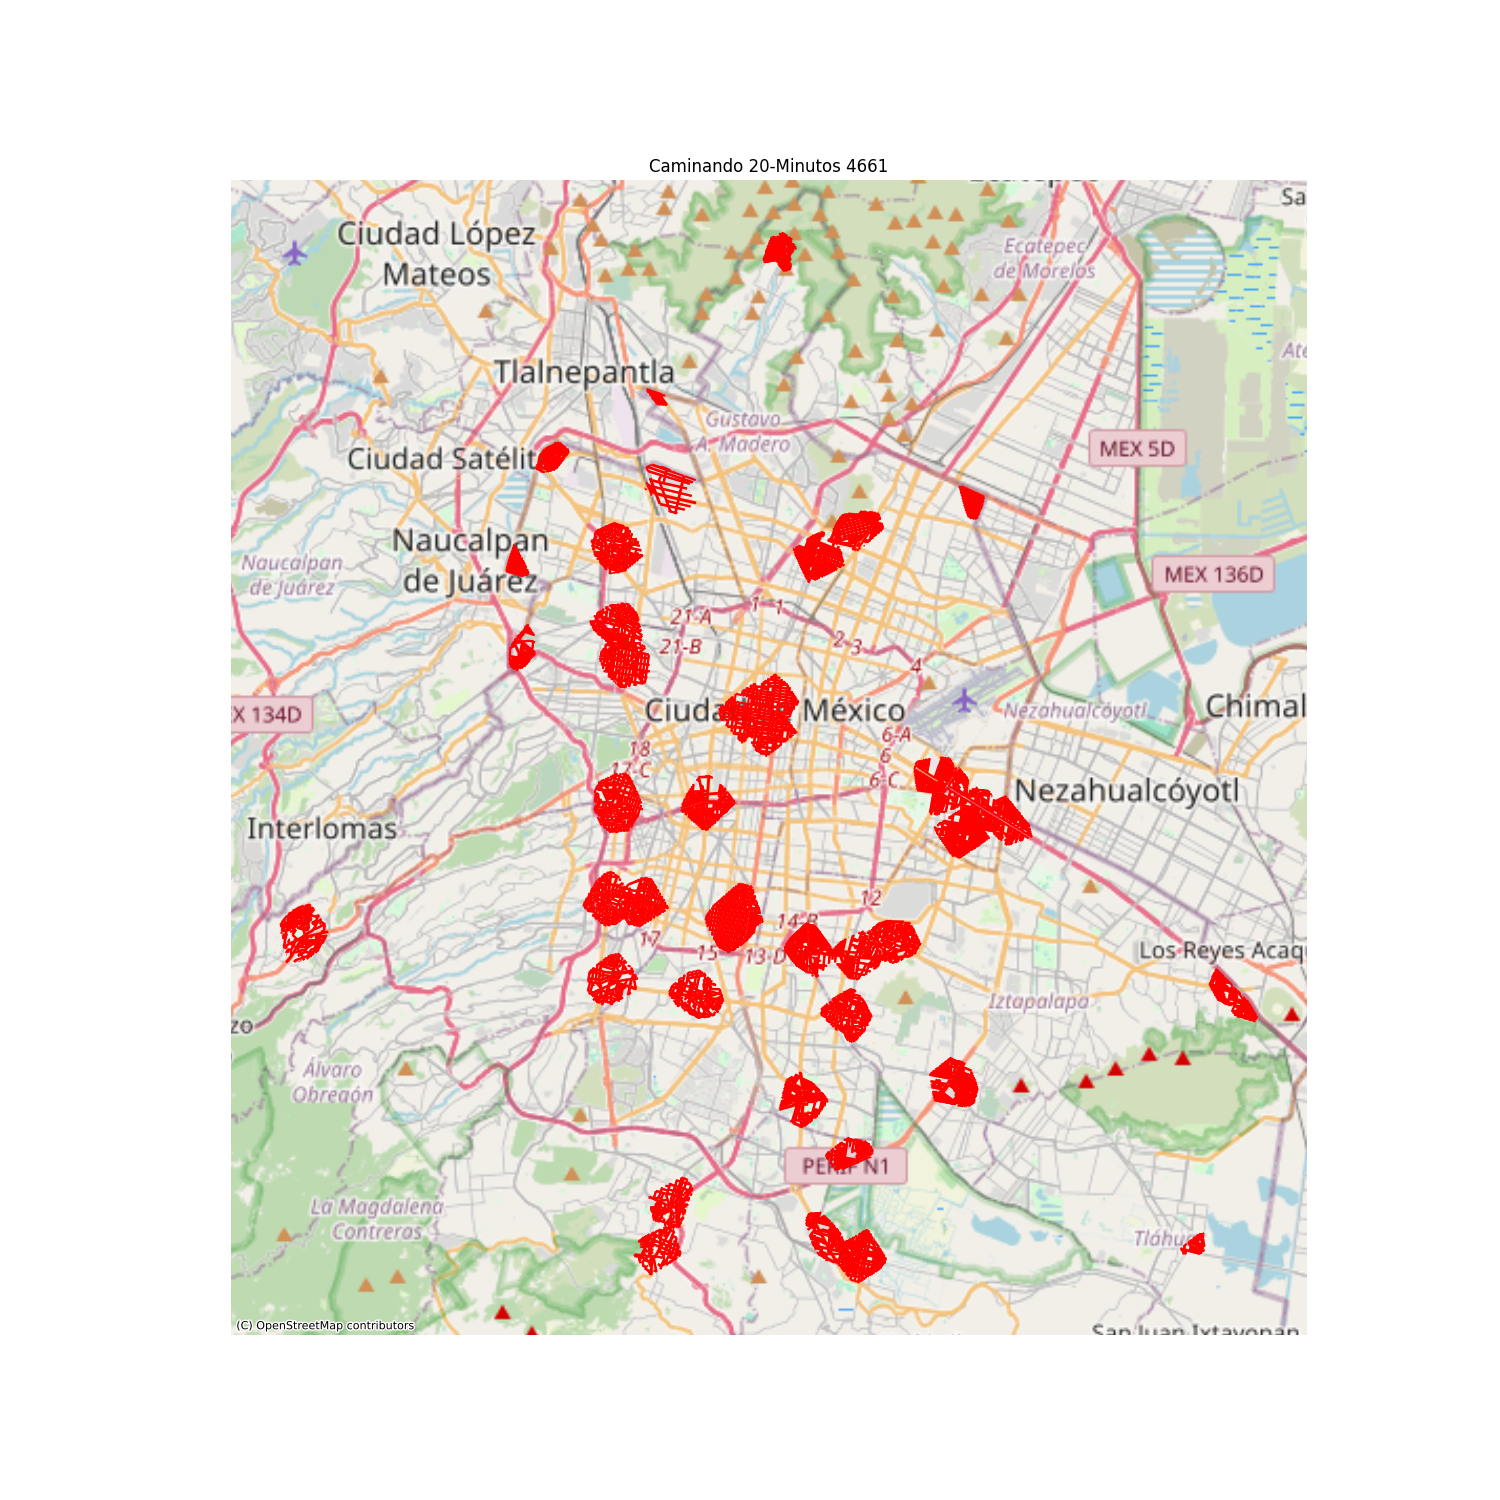 Caminando 20-Minutos 4661
Sa
Ciudad López
Mateos
Ecatepec
de Morelos
Até
Tlalnepantla
Gustavo
A. Madero
MEX 5D
Ciudad Satélit
Naucalpan
de Juárez
Naucalpan
de Juárez
MEX 136D
1
1
21-A
2
3
21-B
4
X 134D
Ciuda
México
Nezahualcóyotl
Chimal
6-A
18
6
17-C
6-C
Nezahualcóyotl
Interlomas
12
14-B
17
15
13-D
Los Reyes Acaq
Iztapalapa
zo
Álvaro
Obregón
PERIF N1
La Magdalena
Contreras
Tláhu
(C) OpenStreetMap contributors
San Juan Ixtayopan